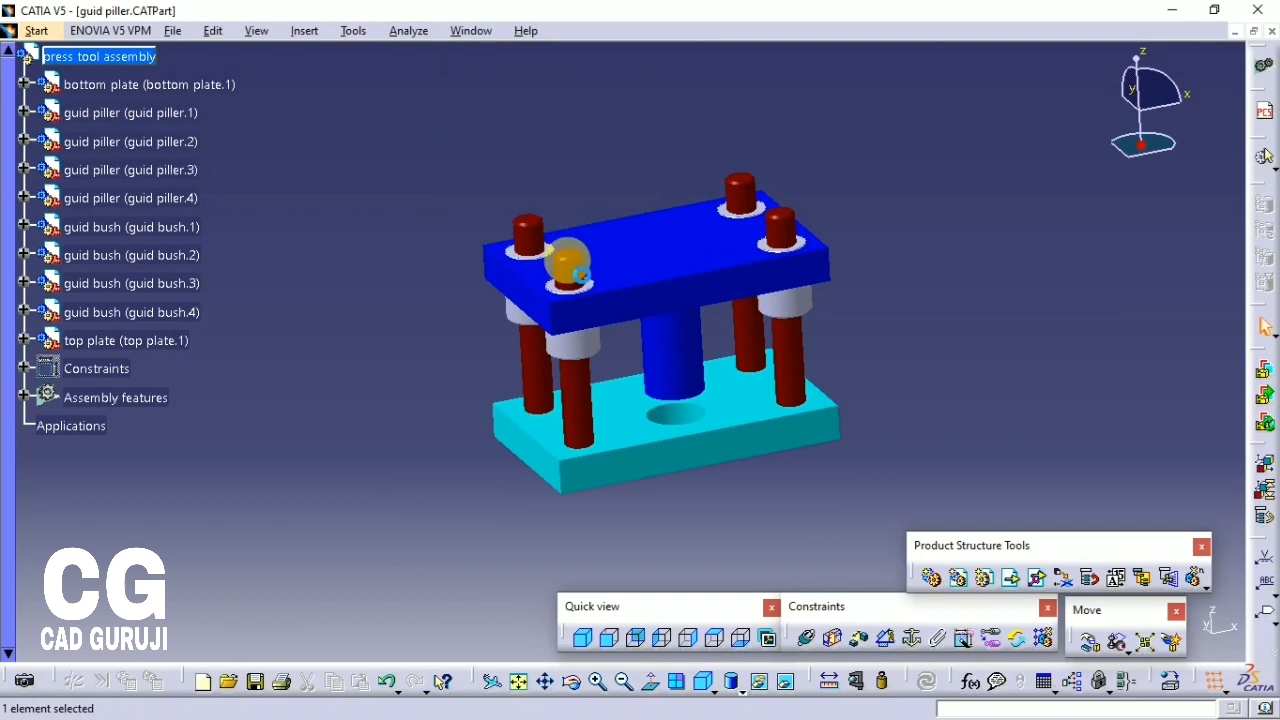 CATIA V5 - [guid piller.CATPart]
Start ENOVIA V5 VPM File Edit View Insert Tools Analyze Window Help
press tool assembly
bottom plate (bottom plate.1)
guid piller (guid piller.1)
guid piller (guid piller.2)
guid piller (guid piller.3)
guid piller (guid piller.4)
guid bush (guid bush.1)
guid bush (guid bush.2)
guid bush (guid bush.3)
guid bush (guid bush.4)
top plate (top plate.1)
Constraints
Assembly features
Applications
z
y
x
PCS
ABC
Product Structure Tools
Quick view
Constraints
Move
z
y x
CG
CAD GURUJI
f(x)
CATIA
1 element selected